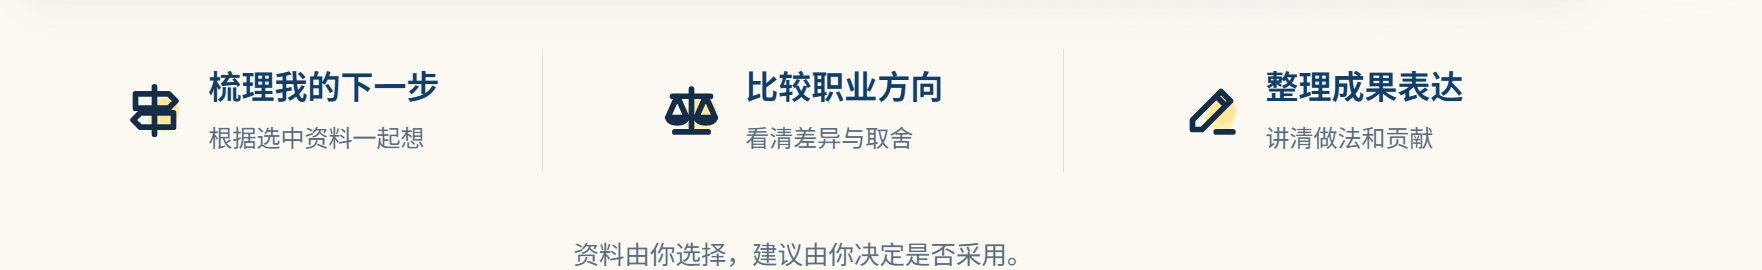 梳理我的下一步
根据选中资料一起想
比较职业方向
看清差异与取舍
整理成果表达
讲清做法和贡献
资料由你选择，建议由你决定是否采用。